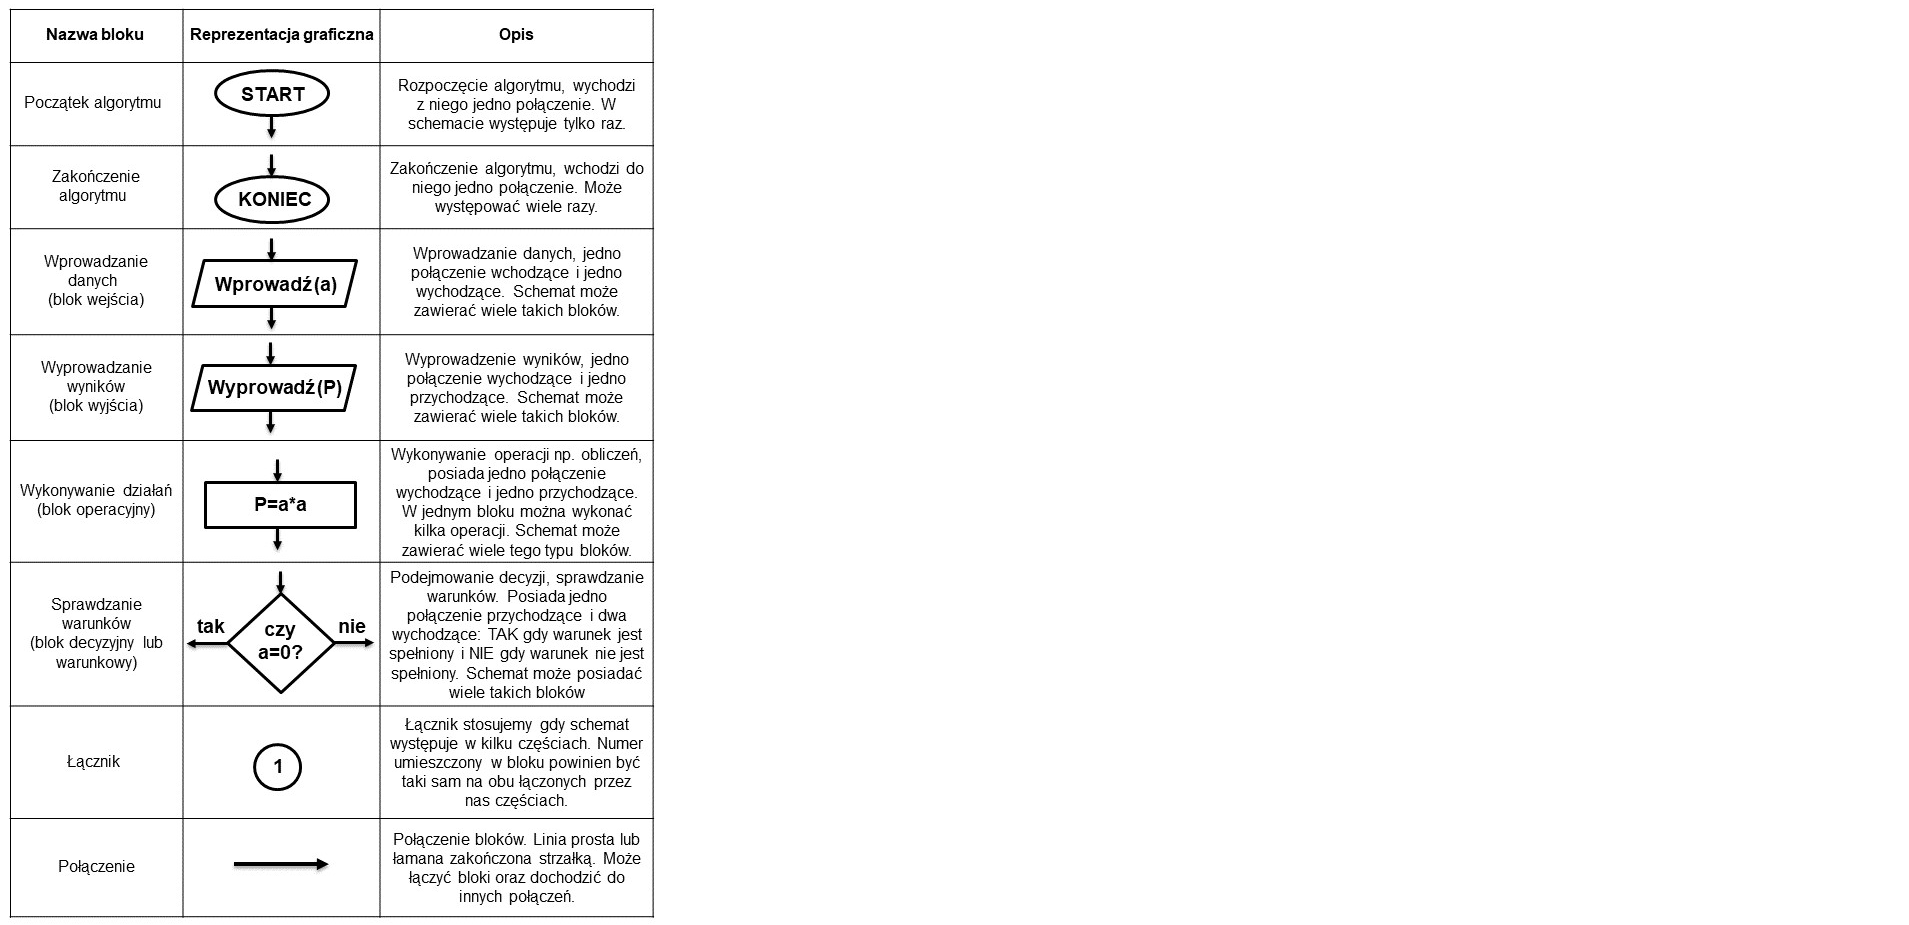 Nazwa bloku
Reprezentacja graficzna
Opis
Początek algorytmu
START
Rozpoczęcie algorytmu, wychodzi
z niego jedno połączenie. W
schemacie występuje tylko raz.
Zakończenie
algorytmu
KONIEC
Zakończenie algorytmu, wchodzi do
niego jedno połączenie. Może
występować wiele razy.
Wprowadzanie
danych
(blok wejścia)
Wprowadź(a)
Wprowadzanie danych, jedno
połączenie wchodzące i jedno
wychodzące. Schemat może
zawierać wiele takich bloków.
Wyprowadzanie
wyników
(blok wyjścia)
Wyprowadź(P)
Wyprowadzenie wyników, jedno
połączenie wychodzące i jedno
przychodzące. Schemat może
zawierać wiele takich bloków.
Wykonywanie działań
(blok operacyjny)
P=a*a
Wykonywanie operacji np. obliczeń,
posiada jedno połączenie
wychodzące i jedno przychodzące.
W jednym bloku można wykonać
kilka operacji. Schemat może
zawierać wiele tego typu bloków.
Sprawdzanie
warunków
(blok decyzyjny lub
warunkowy)
tak
czy
a=0?
nie
Podejmowanie decyzji, sprawdzanie
warunków. Posiada jedno
połączenie przychodzące i dwa
wychodzące: TAK gdy warunek jest
spełniony i NIE gdy warunek nie jest
spełniony. Schemat może posiadać
wiele takich bloków
Łącznik
1
Łącznik stosujemy gdy schemat
występuje w kilku częściach. Numer
umieszczony w bloku powinien być
taki sam na obu łączonych przez
nas częściach.
Połączenie
Połączenie bloków. Linia prosta lub
łamana zakończona strzałką. Może
łączyć bloki oraz dochodzić do
innych połączeń.